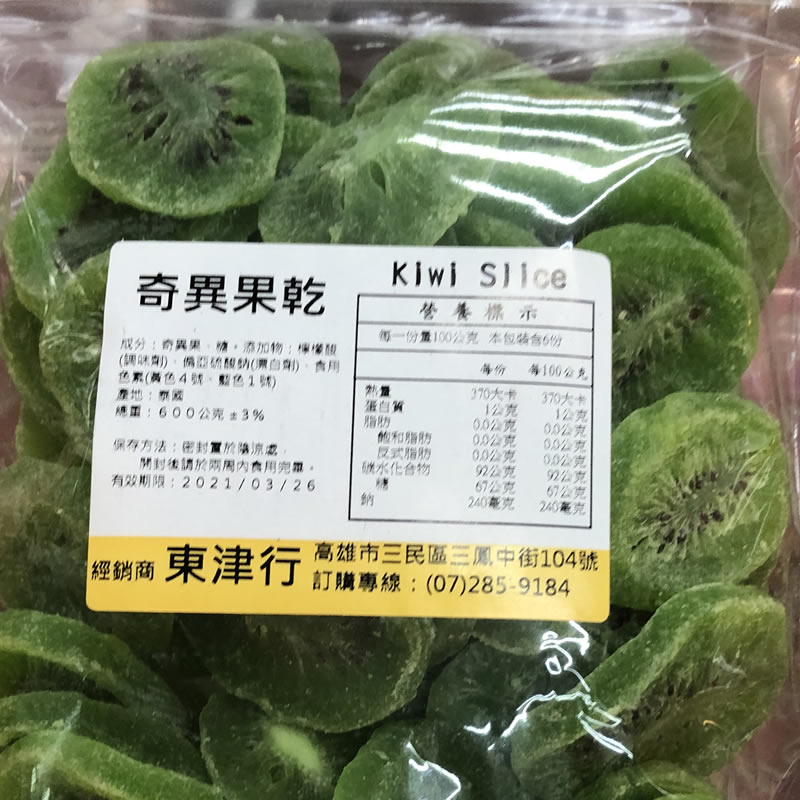 奇異果乾
成分：奇異果、糖。添加物：檸檬酸
(調味劑)、偏亞硫酸鈉(漂白劑)、食用
色素(黃色4號、藍色1號)
產地：泰國
總重：600公克±3%
保存方法：密封置於陰涼處，
開封後請於兩周內食用完畢。
有效期限：2021/03/26
Kiwi Slice
營養標示
每一份量100公克 本包裝含6份
每份 每100公克
熱量 370大卡 370大卡
蛋白質 1公克 1公克
脂肪 0.0公克 0.0公克
飽和脂肪 0.0公克 0.0公克
反式脂肪 0.0公克 0.0公克
碳水化合物 92公克 92公克
糖 67公克 67公克
鈉 240毫克 240毫克
經銷商 東津行
高雄市三民區三鳳中街104號
訂購專線：(07)285-9184